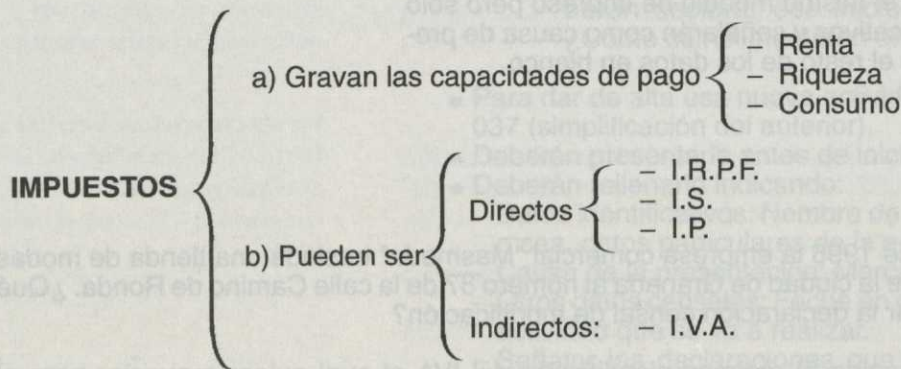 IMPUESTOS
a) Gravan las capacidades de pago
– Renta
– Riqueza
– Consumo
b) Pueden ser
Directos
– I.R.P.F.
– I.S.
– I.P.
Indirectos: – I.V.A.